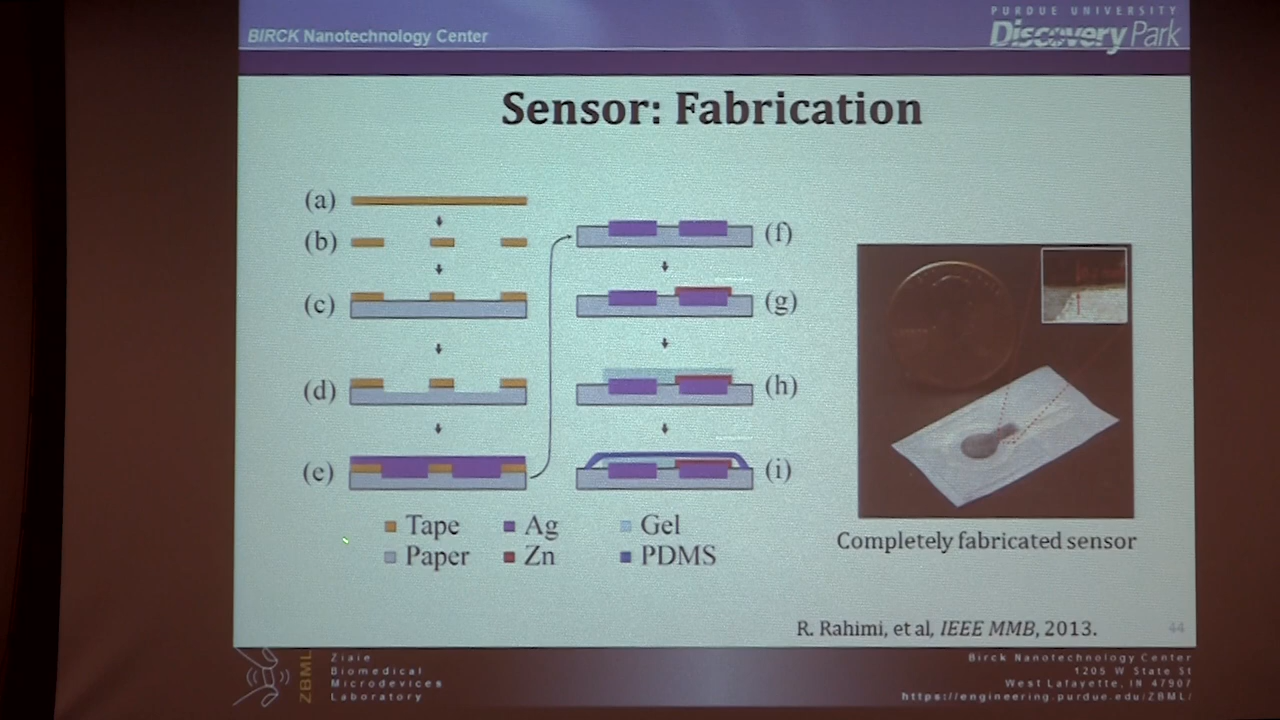 BIRCK Nanotechnology Center
PURDUE UNIVERSITY
Discovery Park
Sensor: Fabrication
(a)
(b)
(c)
(d)
(e)
(f)
(g)
(h)
(i)
Tape
Ag
Gel
Paper
Zn
PDMS
Completely fabricated sensor
R. Rahimi, et al, IEEE MMB, 2013.
44
ZBML
Ziaie
Biomedical
Microdevices
Laboratory
Birck Nanotechnology Center
1205 W State St
West Lafayette, IN 47907
https://engineering.purdue.edu/ZBML/